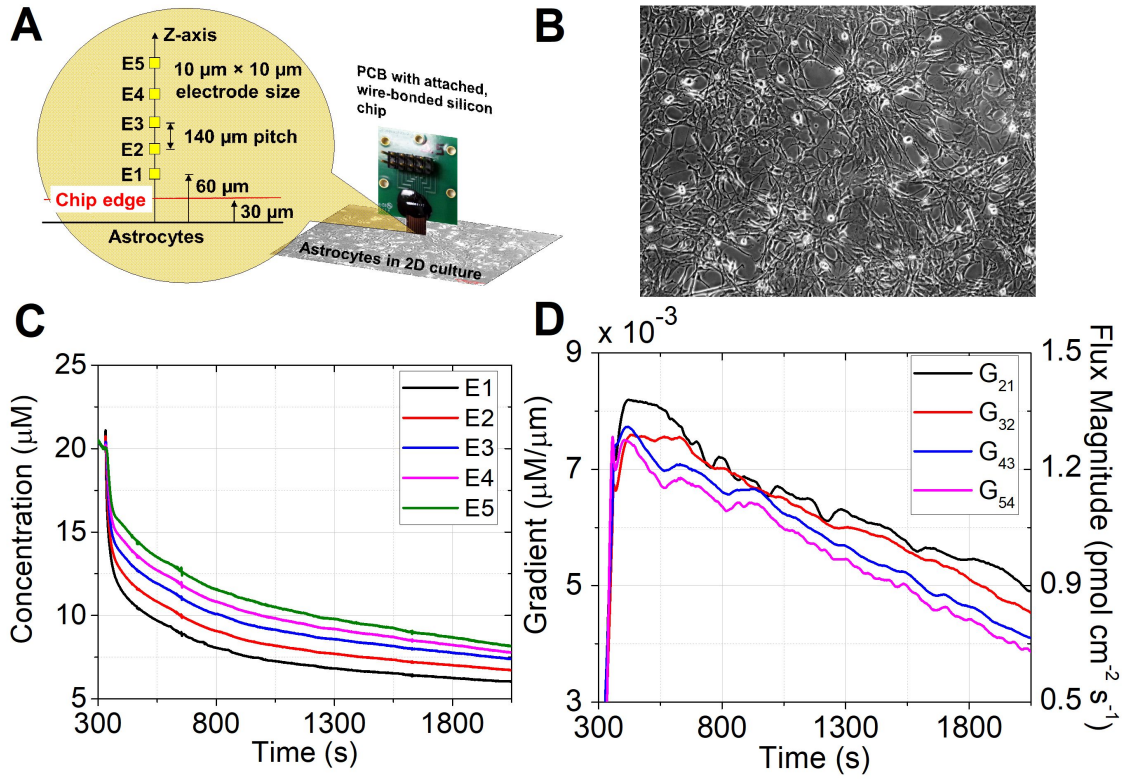 A
Z-axis
E5
10 µm × 10 µm
electrode size
E4
E3
140 µm pitch
E2
E1
60 µm
Chip edge
30 µm
Astrocytes
PCB with attached,
wire-bonded silicon
chip
Astrocytes in 2D culture
B
C
25
20
15
10
5
Concentration (µM)
300 800 1300 1800
Time (s)
E1
E2
E3
E4
E5
D
x 10⁻³
9
7
5
3
Gradient (µM/µm)
300 800 1300 1800
Time (s)
G₂₁
G₃₂
G₄₃
G₅₄
1.5
1.2
0.9
0.5
Flux Magnitude (pmol cm⁻² s⁻¹)